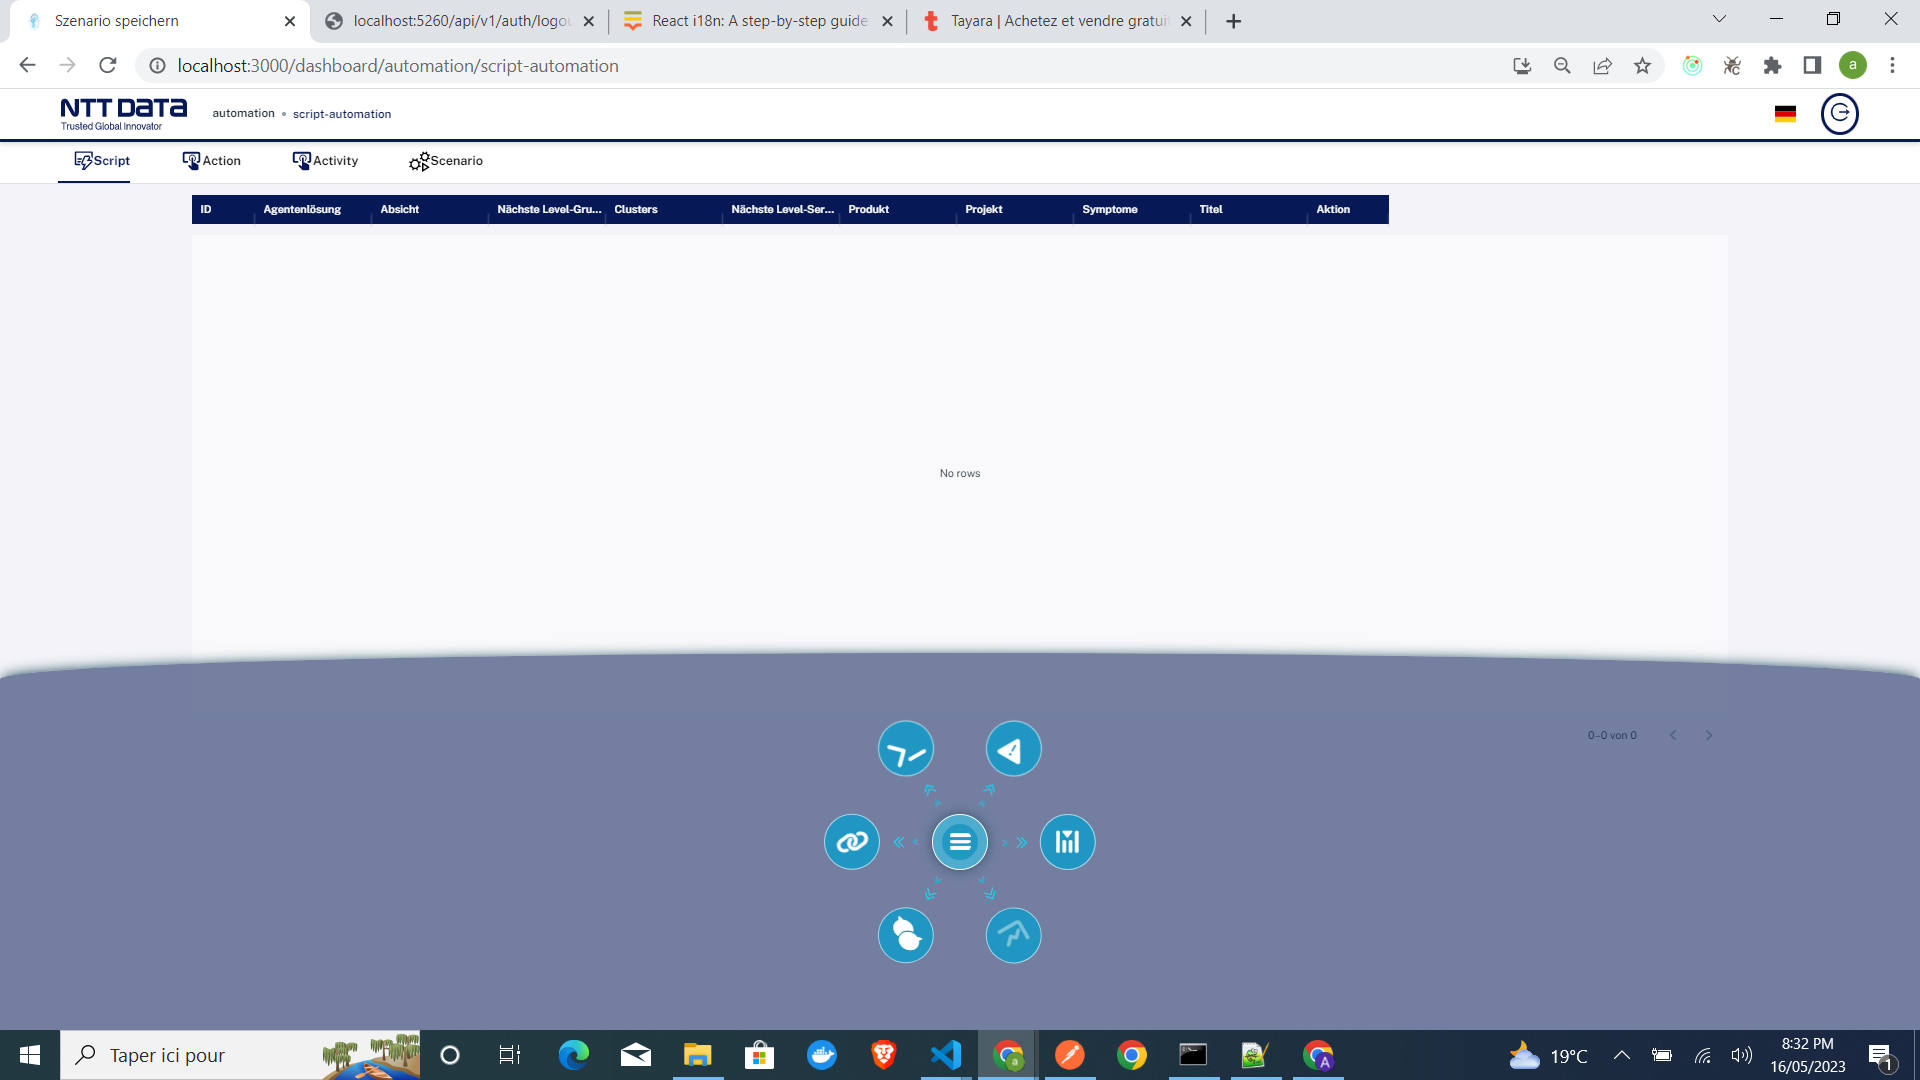 Szenario speichern
localhost:5260/api/v1/auth/logou
React i18n: A step-by-step guide
Tayara | Achetez et vendre gratuit
localhost:3000/dashboard/automation/script-automation
a
NTT DATA
Trusted Global Innovator
automation • script-automation
Script
Action
Activity
Scenario
ID
Agentenlösung
Absicht
Nächste Level-Gru...
Clusters
Nächste Level-Ser...
Produkt
Projekt
Symptome
Titel
Aktion
No rows
0–0 von 0
Taper ici pour
a
A
19°C
8:32 PM
16/05/2023
1